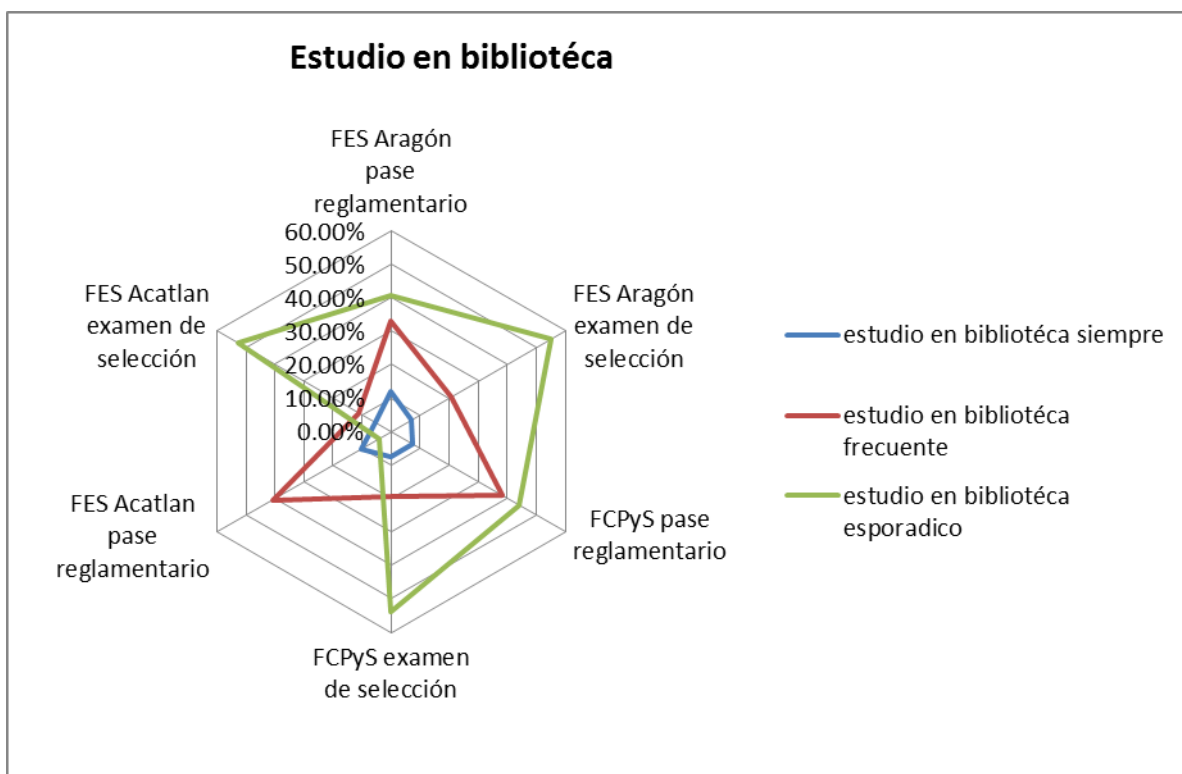 Estudio en bibliotéca
FES Aragón
pase
reglamentario
60.00%
50.00%
40.00%
30.00%
20.00%
10.00%
0.00%
FES Aragón
examen de
selección
FCPyS pase
reglamentario
FCPyS examen
de selección
FES Acatlan
pase
reglamentario
FES Acatlan
examen de
selección
estudio en bibliotéca siempre
estudio en bibliotéca
frecuente
estudio en bibliotéca
esporadico